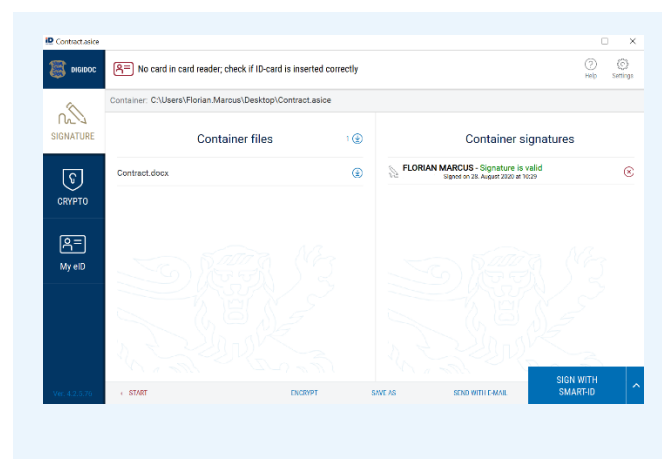 Contract.asice
DIGIDOC
No card in card reader; check if ID-card is inserted correctly
Help
Settings
Container: C:\Users\Florian.Marcus\Desktop\Contract.asice
SIGNATURE
CRYPTO
My eID
Container files
1
Contract.docx
Container signatures
FLORIAN MARCUS - Signature is valid
Signed on 28. August 2020 at 10:29
START
ENCRYPT
SAVE AS
SEND WITH E-MAIL
SIGN WITH
SMART-ID